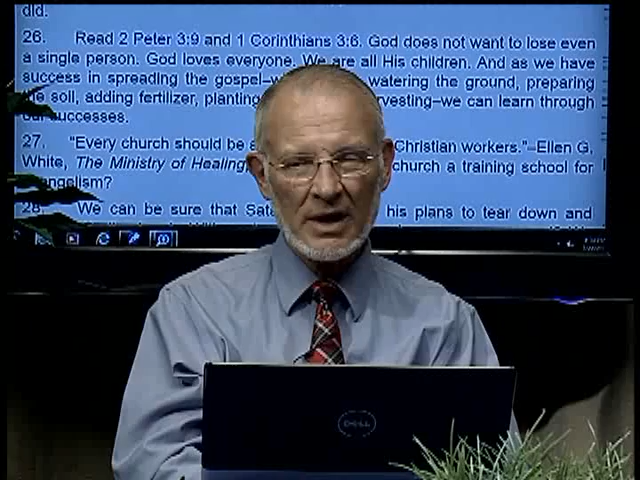 did.
26. Read 2 Peter 3:9 and 1 Corinthians 3:6. God does not want to lose even
a single person. God loves everyone. We are all His children. And as we have
success in spreading the gospel watering the ground, preparing
the soil, adding fertilizer, planting vesting–we can learn through
our successes.
27. "Every church should be a Christian workers."–Ellen G.
White, The Ministry of Healing church a training school for
angelism?
28. We can be sure that Sata his plans to tear down and
DELL